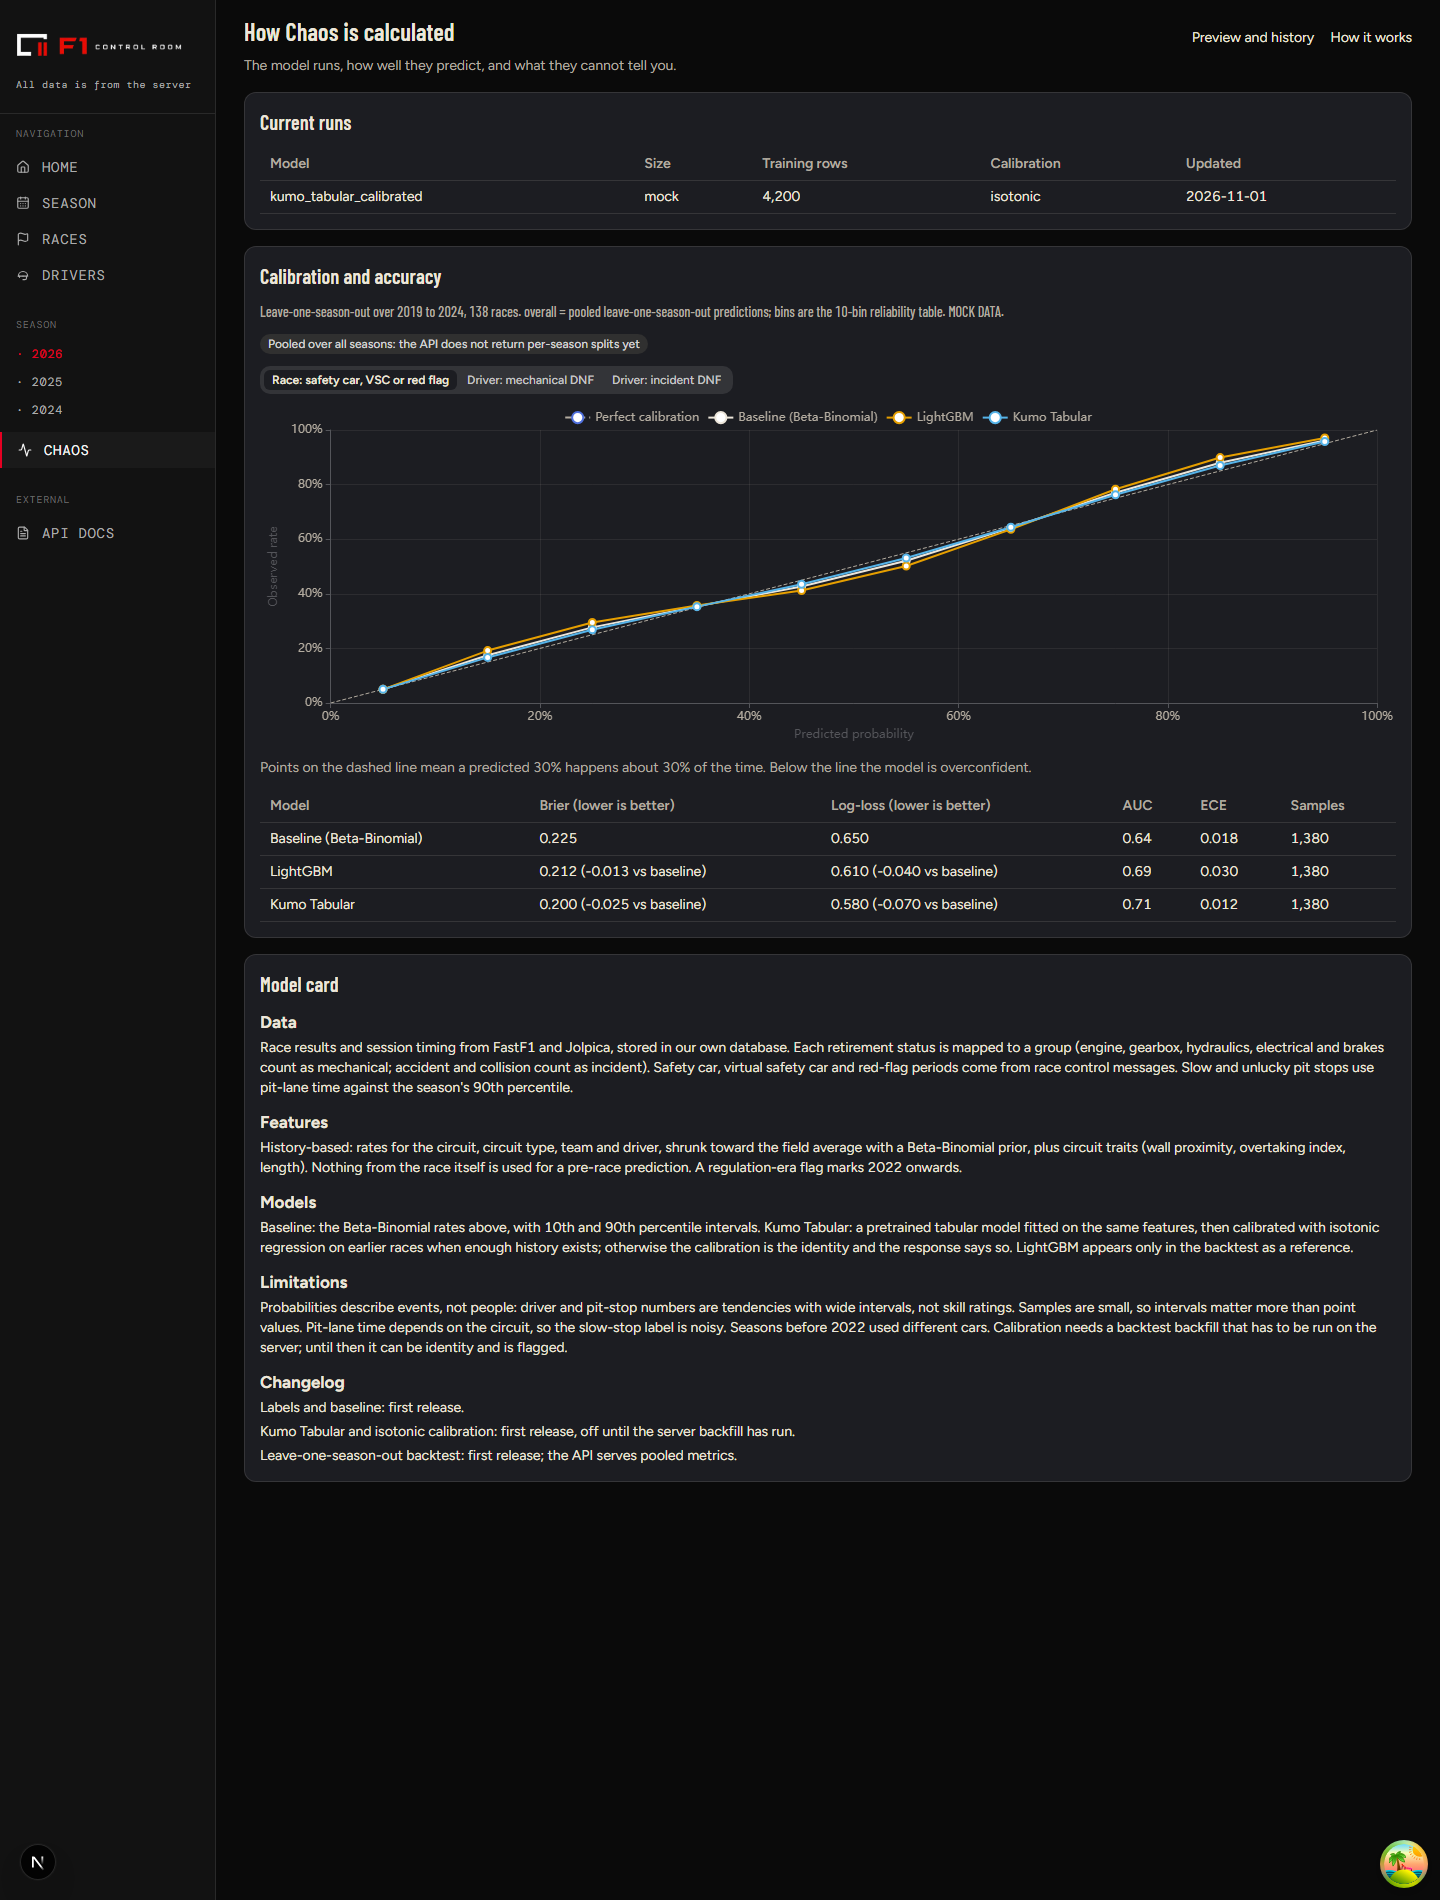 F1 CONTROL ROOM
All data is from the server
NAVIGATION
HOME
SEASON
RACES
DRIVERS
SEASON
· 2026
· 2025
· 2024
CHAOS
EXTERNAL
API DOCS
How Chaos is calculated
The model runs, how well they predict, and what they cannot tell you.
Preview and history How it works
Current runs
Model Size Training rows Calibration Updated
kumo_tabular_calibrated mock 4,200 isotonic 2026-11-01
Calibration and accuracy
Leave-one-season-out over 2019 to 2024, 138 races. overall = pooled leave-one-season-out predictions; bins are the 10-bin reliability table. MOCK DATA.
Pooled over all seasons: the API does not return per-season splits yet
Race: safety car, VSC or red flag Driver: mechanical DNF Driver: incident DNF
Perfect calibration Baseline (Beta-Binomial) LightGBM Kumo Tabular
100%
80%
60%
40%
20%
0%
Observed rate
0% 20% 40% 60% 80% 100%
Predicted probability
Points on the dashed line mean a predicted 30% happens about 30% of the time. Below the line the model is overconfident.
Model Brier (lower is better) Log-loss (lower is better) AUC ECE Samples
Baseline (Beta-Binomial) 0.225 0.650 0.64 0.018 1,380
LightGBM 0.212 (-0.013 vs baseline) 0.610 (-0.040 vs baseline) 0.69 0.030 1,380
Kumo Tabular 0.200 (-0.025 vs baseline) 0.580 (-0.070 vs baseline) 0.71 0.012 1,380
Model card
Data
Race results and session timing from FastF1 and Jolpica, stored in our own database. Each retirement status is mapped to a group (engine, gearbox, hydraulics, electrical and brakes
count as mechanical; accident and collision count as incident). Safety car, virtual safety car and red-flag periods come from race control messages. Slow and unlucky pit stops use
pit-lane time against the season's 90th percentile.
Features
History-based: rates for the circuit, circuit type, team and driver, shrunk toward the field average with a Beta-Binomial prior, plus circuit traits (wall proximity, overtaking index,
length). Nothing from the race itself is used for a pre-race prediction. A regulation-era flag marks 2022 onwards.
Models
Baseline: the Beta-Binomial rates above, with 10th and 90th percentile intervals. Kumo Tabular: a pretrained tabular model fitted on the same features, then calibrated with isotonic
regression on earlier races when enough history exists; otherwise the calibration is the identity and the response says so. LightGBM appears only in the backtest as a reference.
Limitations
Probabilities describe events, not people: driver and pit-stop numbers are tendencies with wide intervals, not skill ratings. Samples are small, so intervals matter more than point
values. Pit-lane time depends on the circuit, so the slow-stop label is noisy. Seasons before 2022 used different cars. Calibration needs a backtest backfill that has to be run on the
server; until then it can be identity and is flagged.
Changelog
Labels and baseline: first release.
Kumo Tabular and isotonic calibration: first release, off until the server backfill has run.
Leave-one-season-out backtest: first release; the API serves pooled metrics.
N